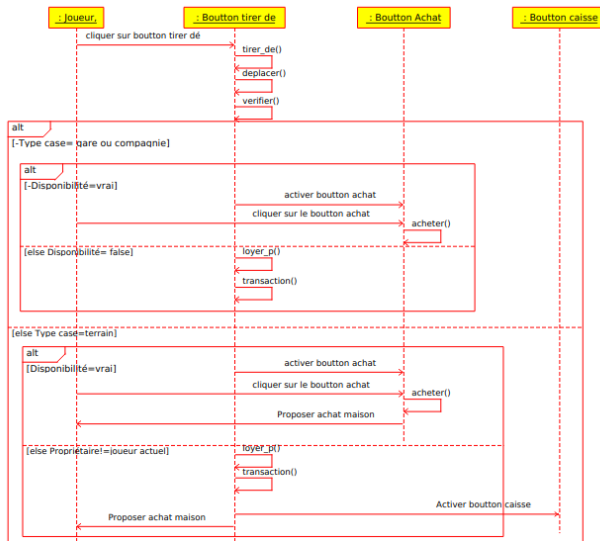 : Joueur,
: Boutton tirer de
: Boutton Achat
: Boutton caisse
cliquer sur boutton tirer dé
tirer_de()
deplacer()
verifier()
alt
[-Type case= gare ou compagnie]
alt
[-Disponibilité=vrai]
activer boutton achat
cliquer sur le boutton achat
acheter()
[else Disponibilité= false]
loyer_p()
transaction()
[else Type case=terrain]
alt
[Disponibilité=vrai]
activer boutton achat
cliquer sur le boutton achat
acheter()
Proposer achat maison
[else Propriétaire!=joueur actuel]
loyer_p()
transaction()
Activer boutton caisse
Proposer achat maison